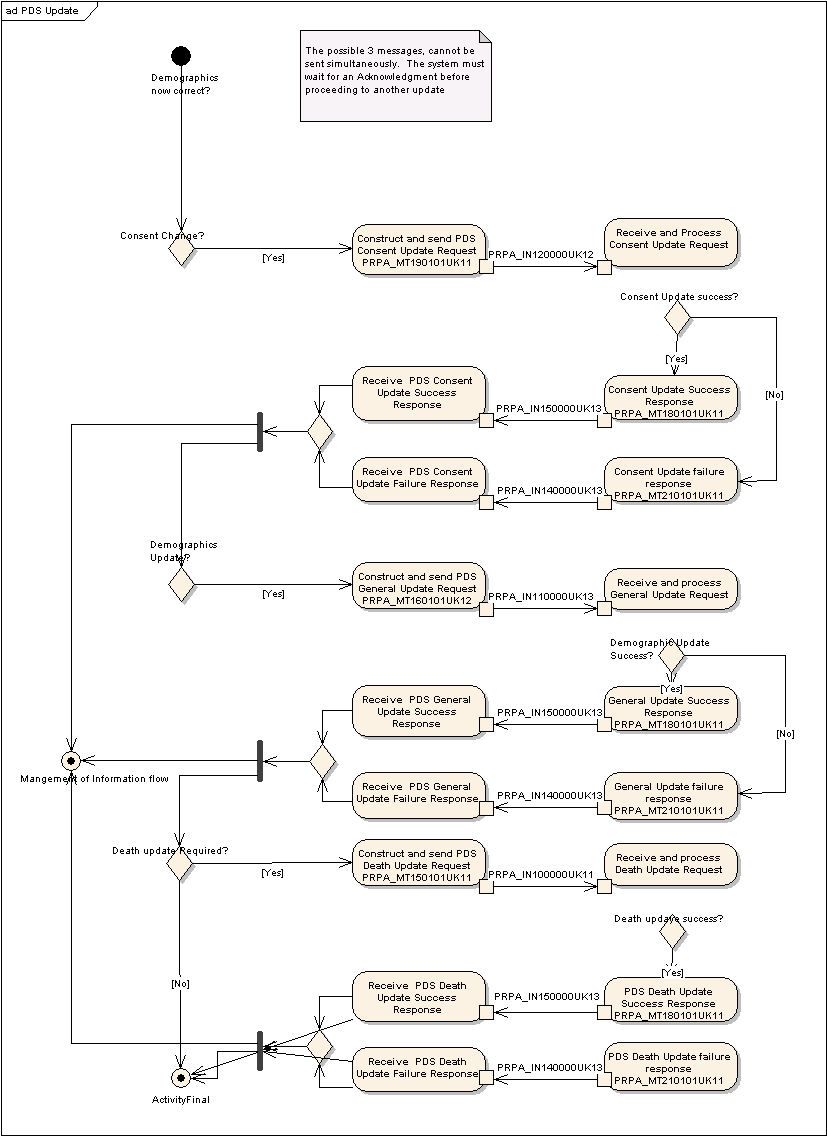 ad PDS Update
The possible 3 messages, cannot be
sent simultaneously.  The system must
wait for an Acknowledgment before
proceeding to another update
Demographics
now correct?
Consent Change?
[Yes]
Construct and send PDS
Consent Update Request
PRPA_MT190101UK11
PRPA_IN120000UK12
Receive and Process
Consent Update Request
Consent Update success?
[Yes]
[No]
Receive  PDS Consent
Update Success
Response
PRPA_IN150000UK13
Consent Update Success
Response
PRPA_MT180101UK11
Receive  PDS Consent
Update Failure Response
PRPA_IN140000UK13
Consent Update failure
response
PRPA_MT210101UK11
Demographics
Update?
[Yes]
Construct and send PDS
General Update Request
PRPA_MT160101UK12
PRPA_IN110000UK13
Receive and process
General Update Request
Demographic Update
Success?
[Yes]
[No]
Receive  PDS General
Update Success
Response
PRPA_IN150000UK13
General Update Success
Response
PRPA_MT180101UK11
Mangement of Information flow
Receive  PDS General
Update Failure Response
PRPA_IN140000UK13
General Update failure
response
PRPA_MT210101UK11
Death update Required?
[Yes]
Construct and send PDS
Death Update Request
PRPA_MT150101UK11
PRPA_IN100000UK11
Receive and process
Death Update Request
Death update success?
[Yes]
[No]
Receive  PDS Death
Update Success
Response
PRPA_IN150000UK13
PDS Death Update
Success Response
PRPA_MT180101UK11
Receive  PDS Death
Update Failure Response
PRPA_IN140000UK13
PDS Death Update failure
response
PRPA_MT210101UK11
ActivityFinal